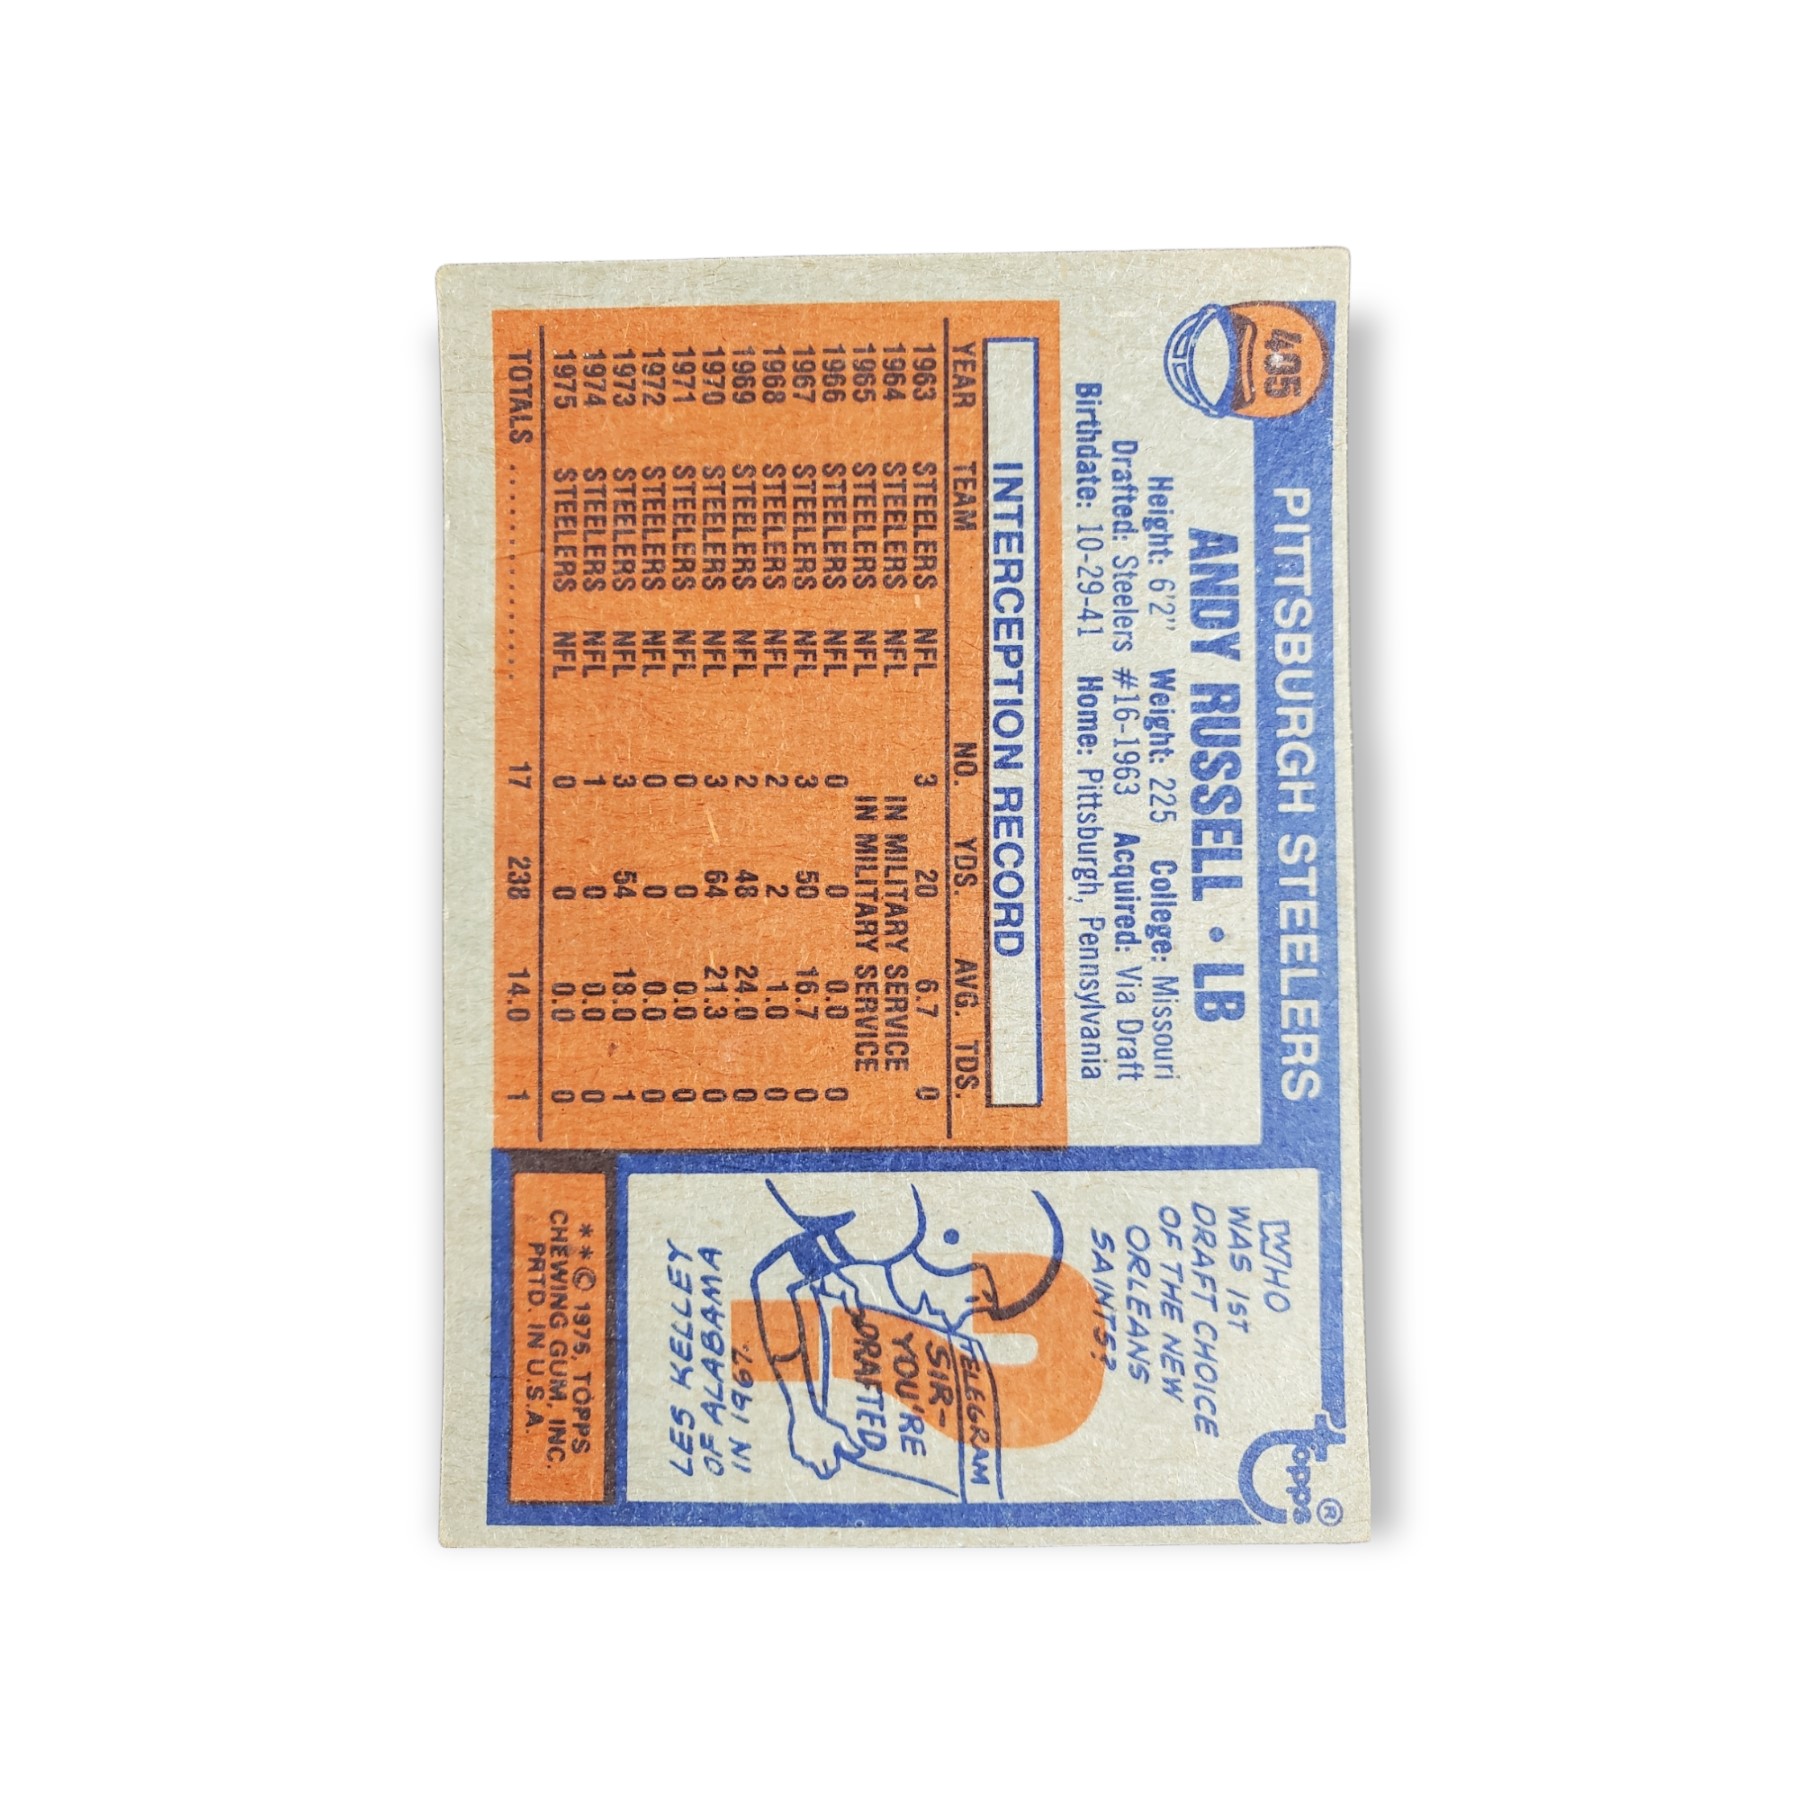 405
PITTSBURGH STEELERS
ANDY RUSSELL • LB
Height: 6'2" Weight: 225 College: Missouri
Drafted: Steelers #16-1963 Acquired: Via Draft
Birthdate: 10-29-41 Home: Pittsburgh, Pennsylvania
INTERCEPTION RECORD
YEAR TEAM NO. YDS. AVG. TDS.
1963 STEELERS NFL 3 20 6.7 0
1964 STEELERS NFL IN MILITARY SERVICE
1965 STEELERS NFL IN MILITARY SERVICE
1966 STEELERS NFL 0 0 0.0 0
1967 STEELERS NFL 3 50 16.7 0
1968 STEELERS NFL 2 2 1.0 0
1969 STEELERS NFL 2 48 24.0 0
1970 STEELERS NFL 3 64 21.3 0
1971 STEELERS NFL 0 0 0.0 0
1972 STEELERS NFL 0 0 0.0 0
1973 STEELERS NFL 3 54 18.0 1
1974 STEELERS NFL 1 0 0.0 0
1975 STEELERS NFL 0 0 0.0 0
TOTALS .................... 17 238 14.0 1
topps®
WHO
WAS 1ST
DRAFT CHOICE
OF THE NEW
ORLEANS
SAINTS?
?
TELEGRAM
SIR-
YOU'RE
DRAFTED
LES KELLEY
OF ALABAMA
IN 1967.
**© 1976, TOPPS
CHEWING GUM, INC.
PRTD. IN U.S.A.